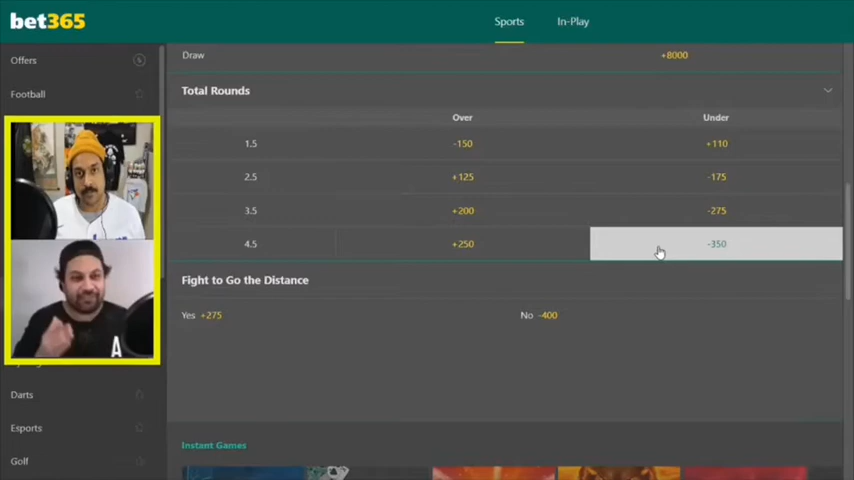 bet365
Sports In-Play
Offers
Draw +8000
Football
Total Rounds
Over Under
1.5 -150 +110
2.5 +125 -175
3.5 +200 -275
4.5 +250 -350
Fight to Go the Distance
Yes +275 No -400
A
Darts
Esports
Instant Games
Golf